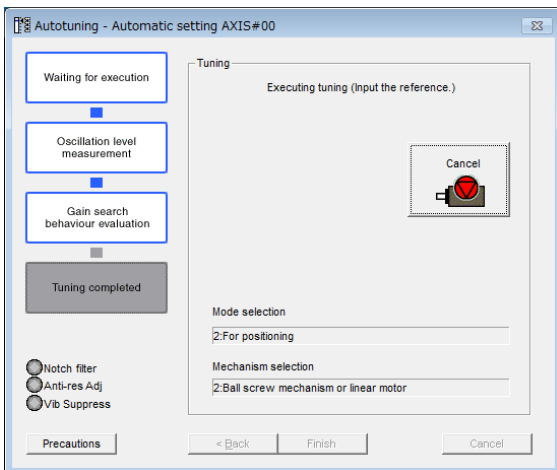 Autotuning - Automatic setting AXIS#00
Waiting for execution
Oscillation level
measurement
Gain search
behaviour evaluation
Tuning completed
Notch filter
Anti-res Adj
Vib Suppress
Tuning
Executing tuning (Input the reference.)
Cancel
Mode selection
2:For positioning
Mechanism selection
2:Ball screw mechanism or linear motor
Precautions
< Back
Finish
Cancel